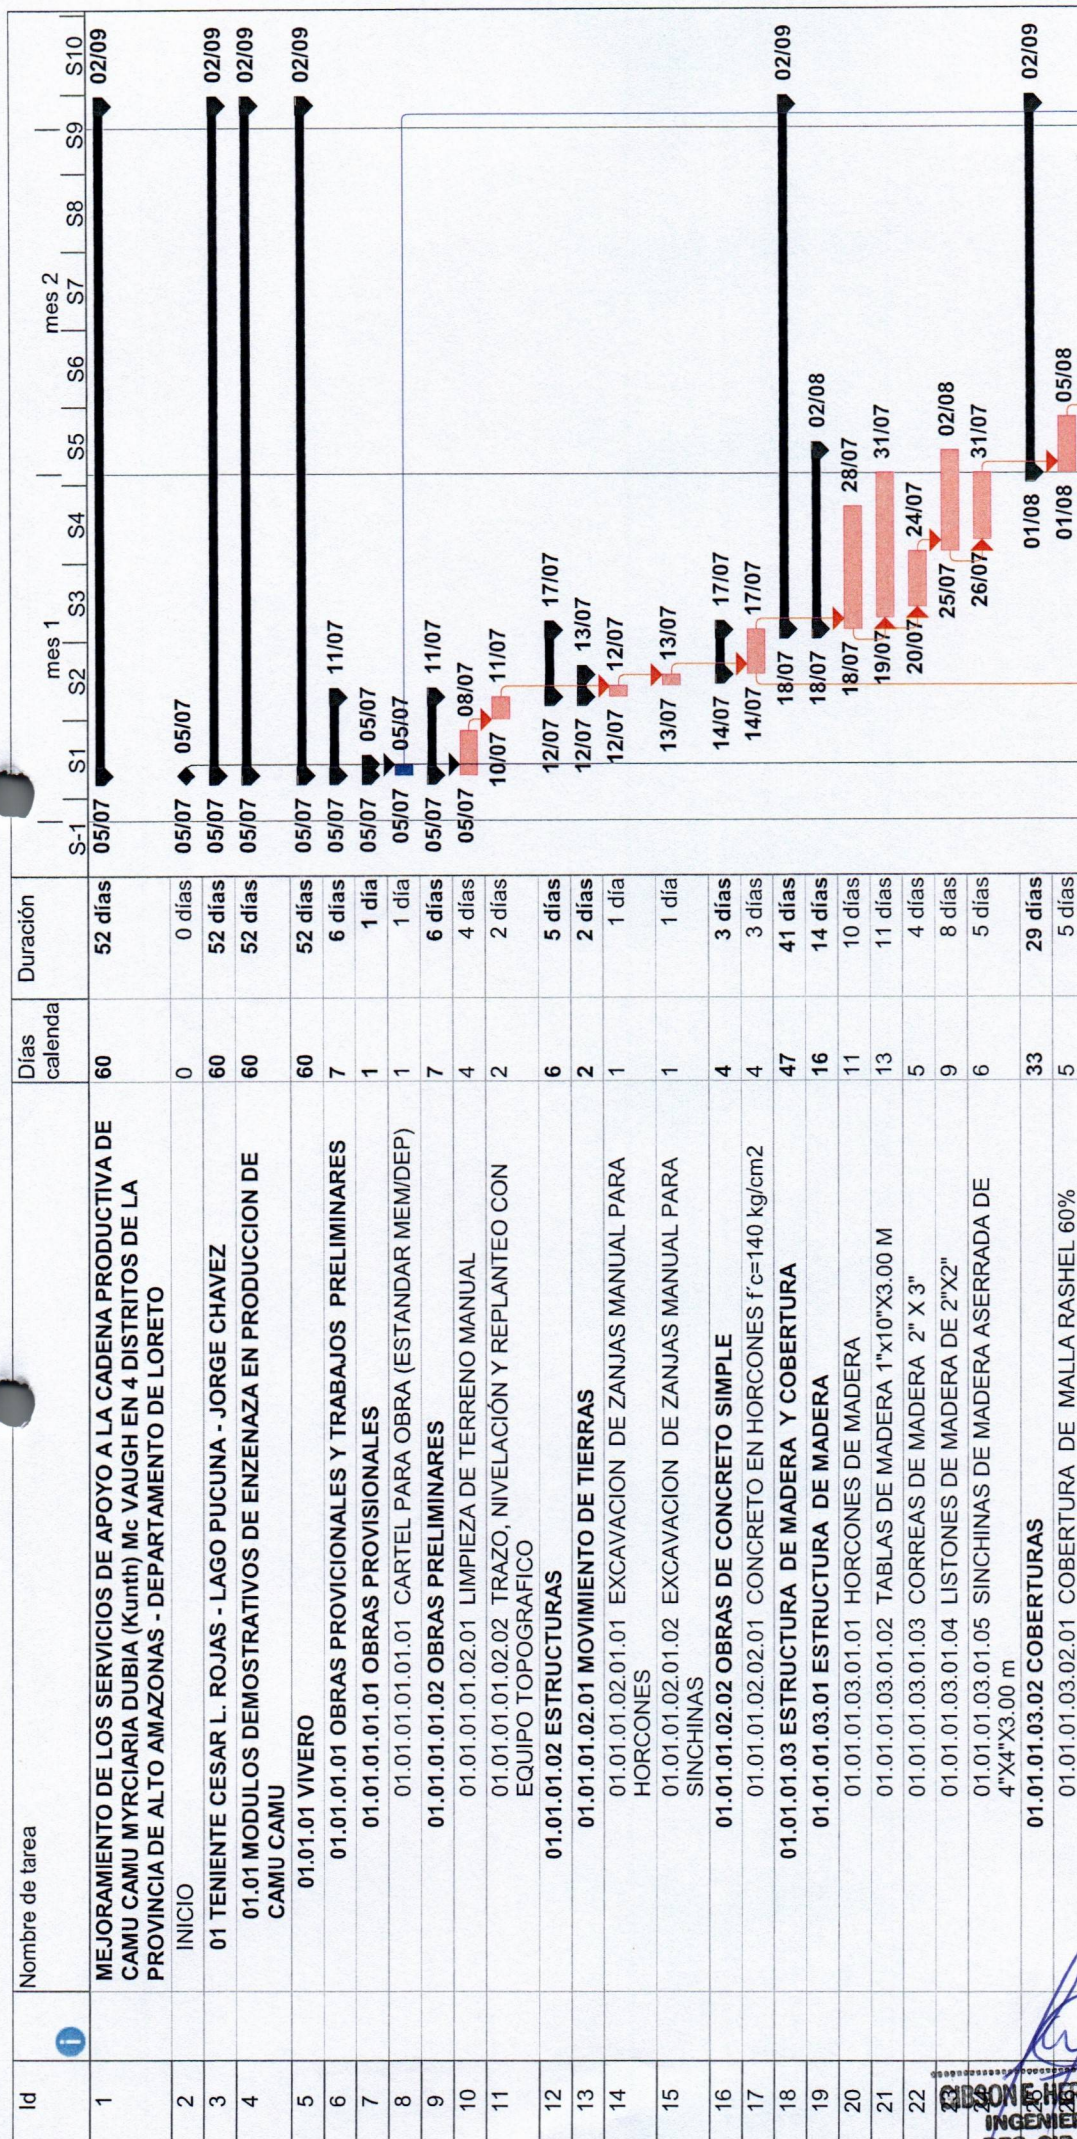 Id Nombre de tarea Días Duración mes 1 mes 2
calenda S-1 S1 S2 S3 S4 S5 S6 S7 S8 S9 S10
1 MEJORAMIENTO DE LOS SERVICIOS DE APOYO A LA CADENA PRODUCTIVA DE 60 52 días 05/07 02/09
CAMU CAMU MYRCIARIA DUBIA (Kunth) Mc VAUGH EN 4 DISTRITOS DE LA
PROVINCIA DE ALTO AMAZONAS - DEPARTAMENTO DE LORETO
2 INICIO 0 0 días 05/07 05/07
3 01 TENIENTE CESAR L. ROJAS - LAGO PUCUNA - JORGE CHAVEZ 60 52 días 05/07 02/09
4 01.01 MODULOS DEMOSTRATIVOS DE ENZENAZA EN PRODUCCION DE 60 52 días 05/07 02/09
CAMU CAMU
5 01.01.01 VIVERO 60 52 días 05/07 02/09
6 01.01.01.01 OBRAS PROVICIONALES Y TRABAJOS PRELIMINARES 7 6 días 05/07 11/07
7 01.01.01.01.01 OBRAS PROVISIONALES 1 1 día 05/07 05/07
8 01.01.01.01.01.01 CARTEL PARA OBRA (ESTANDAR MEM/DEP) 1 1 día 05/07 05/07
9 01.01.01.01.02 OBRAS PRELIMINARES 7 6 días 05/07 11/07
10 01.01.01.01.02.01 LIMPIEZA DE TERRENO MANUAL 4 4 días 05/07 08/07
11 01.01.01.01.02.02 TRAZO, NIVELACIÓN Y REPLANTEO CON 2 2 días 10/07 11/07
EQUIPO TOPOGRAFICO
12 01.01.01.02 ESTRUCTURAS 6 5 días 12/07 17/07
13 01.01.01.02.01 MOVIMIENTO DE TIERRAS 2 2 días 12/07 13/07
14 01.01.01.02.01.01 EXCAVACION DE ZANJAS MANUAL PARA 1 1 día 12/07 12/07
HORCONES
15 01.01.01.02.01.02 EXCAVACION DE ZANJAS MANUAL PARA 1 1 día 13/07 13/07
SINCHINAS
16 01.01.01.02.02 OBRAS DE CONCRETO SIMPLE 4 3 días 14/07 17/07
17 01.01.01.02.02.01 CONCRETO EN HORCONES f´c=140 kg/cm2 4 3 días 14/07 17/07
18 01.01.01.03 ESTRUCTURA DE MADERA Y COBERTURA 47 41 días 18/07 02/09
19 01.01.01.03.01 ESTRUCTURA DE MADERA 16 14 días 18/07 02/08
20 01.01.01.03.01.01 HORCONES DE MADERA 11 10 días 18/07 28/07
21 01.01.01.03.01.02 TABLAS DE MADERA 1"x10"X3.00 M 13 11 días 19/07 31/07
22 01.01.01.03.01.03 CORREAS DE MADERA 2" X 3" 5 4 días 20/07 24/07
01.01.01.03.01.04 LISTONES DE MADERA DE 2"X2" 9 8 días 25/07 02/08
01.01.01.03.01.05 SINCHINAS DE MADERA ASERRADA DE 6 5 días 26/07 31/07
4"X4"X3.00 m
01.01.01.03.02 COBERTURAS 33 29 días 01/08 02/09
01.01.01.03.02.01 COBERTURA DE MALLA RASHEL 60% 5 5 días 01/08 05/08
GIBSON E.